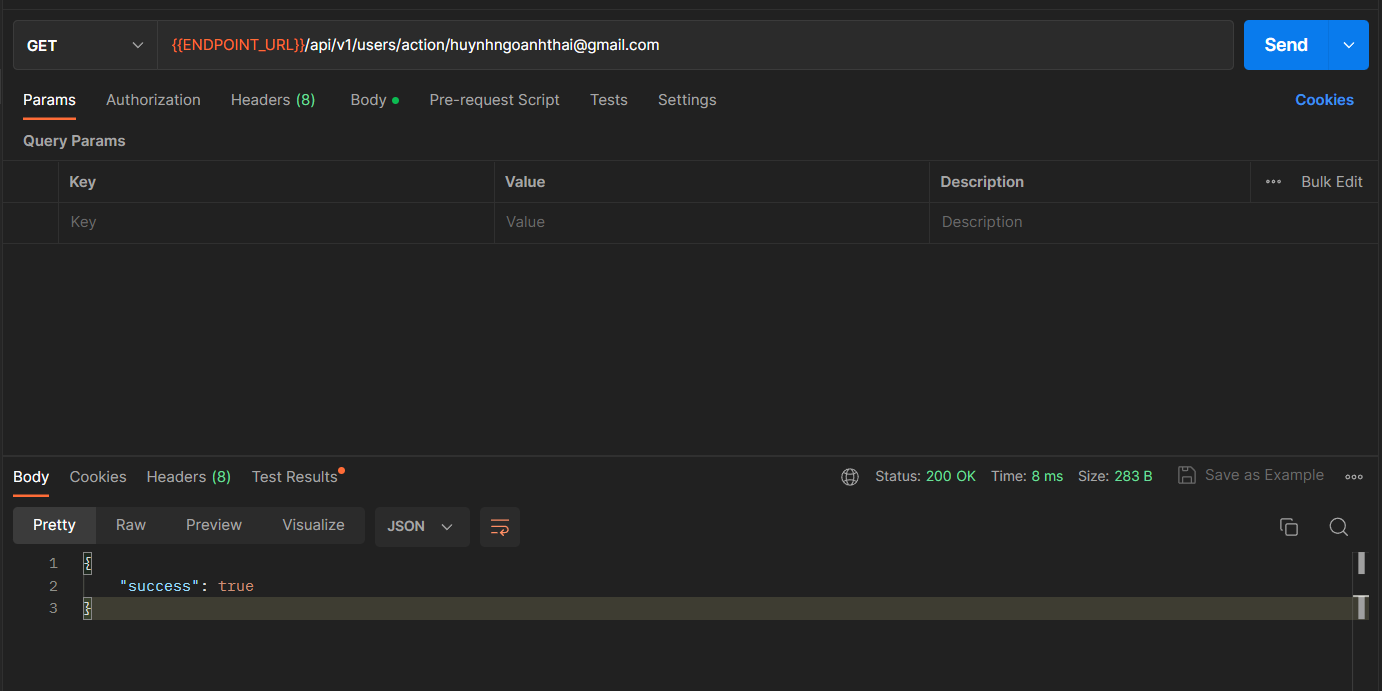 GET {{ENDPOINT_URL}}/api/v1/users/action/huynhngoanhthai@gmail.com Send
Params Authorization Headers (8) Body Pre-request Script Tests Settings Cookies
Query Params
Key Value Description Bulk Edit
Key Value Description
Body Cookies Headers (8) Test Results Status: 200 OK Time: 8 ms Size: 283 B Save as Example
Pretty Raw Preview Visualize JSON
1 {
2 "success": true
3 }